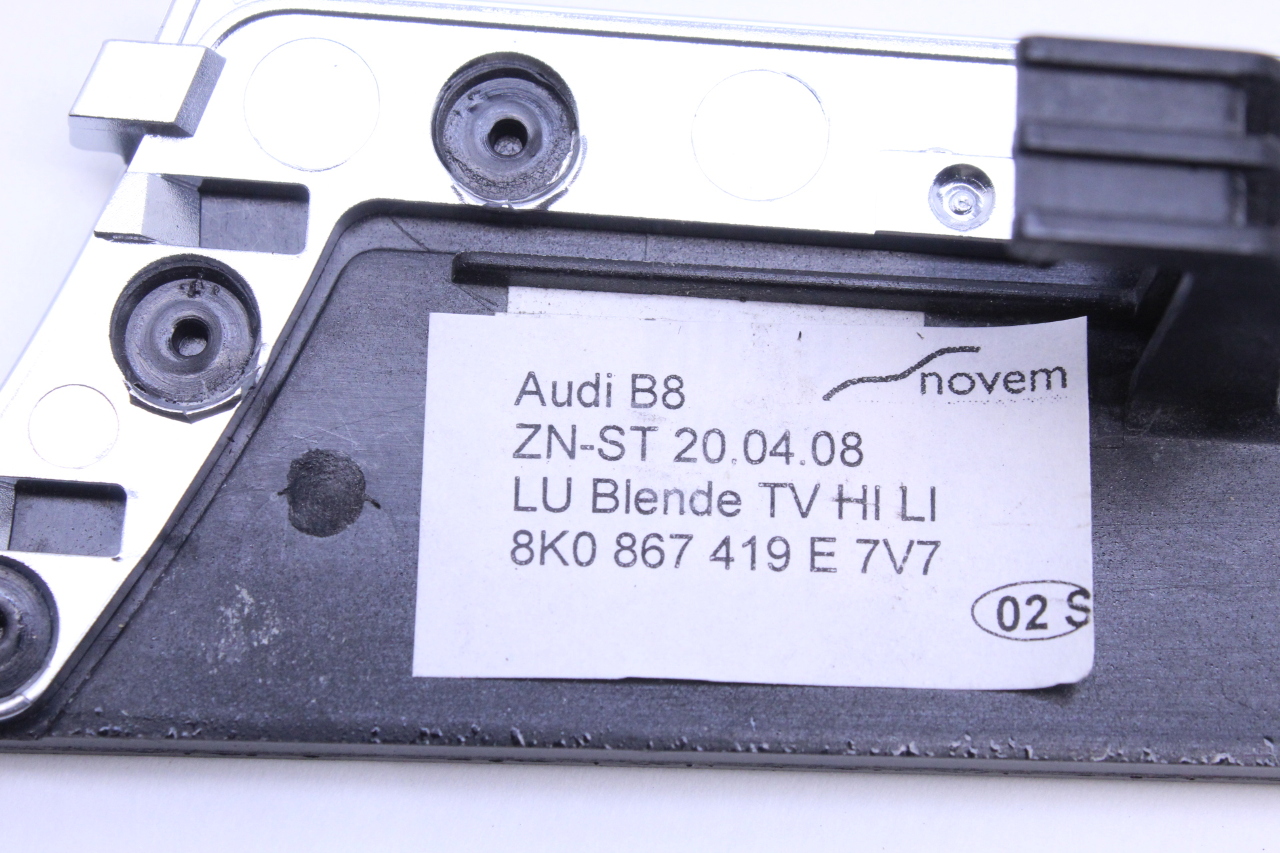 novem
Audi B8
ZN-ST 20.04.08
LU Blende TV HI LI
8K0 867 419 E 7V7
02 S